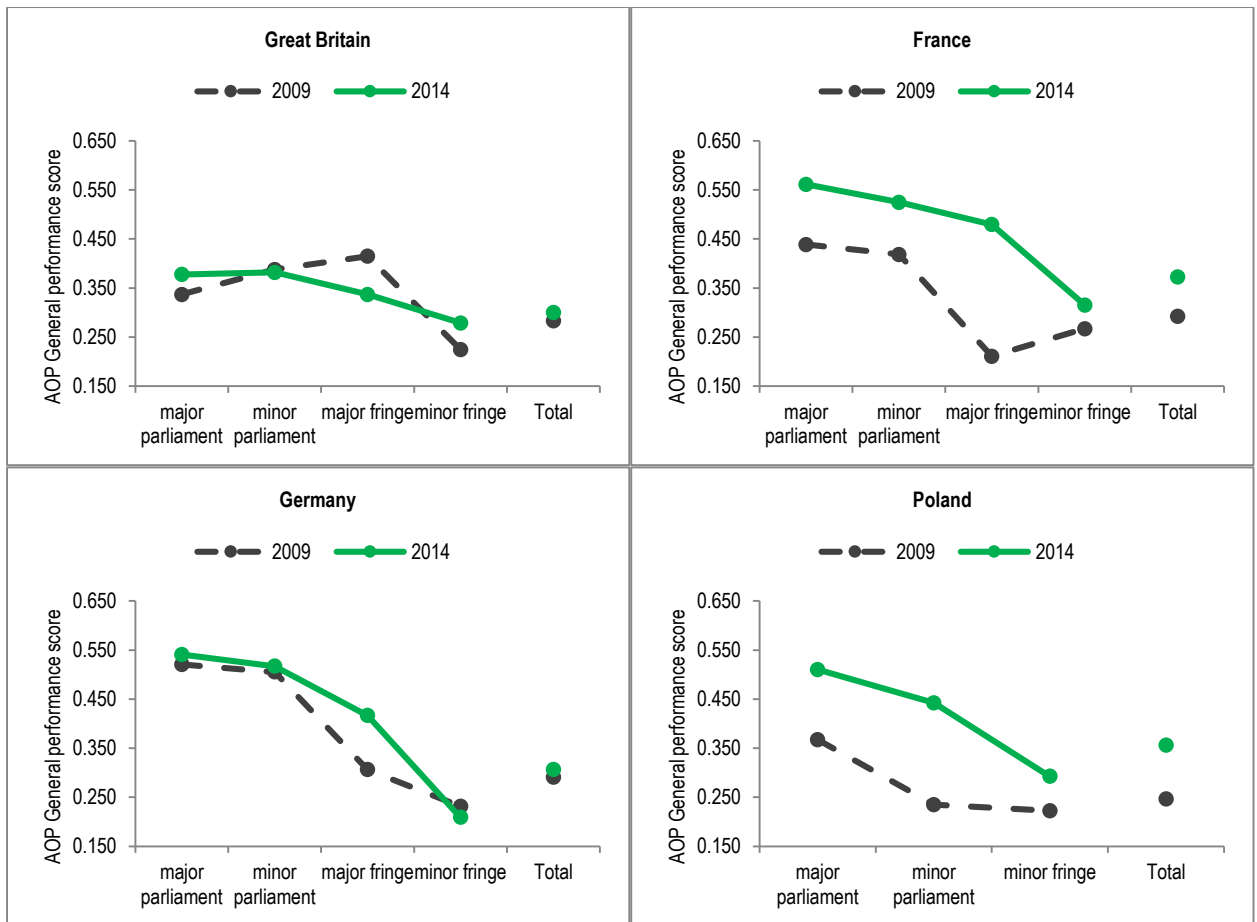 Great Britain
2009 2014
AOP General performance score
0.650
0.550
0.450
0.350
0.250
0.150
major minor major fringe minor fringe Total
parliament parliament
France
2009 2014
AOP General performance score
0.650
0.550
0.450
0.350
0.250
0.150
major minor major fringe minor fringe Total
parliament parliament
Germany
2009 2014
AOP General performance score
0.650
0.550
0.450
0.350
0.250
0.150
major minor major fringe minor fringe Total
parliament parliament
Poland
2009 2014
AOP General performance score
0.650
0.550
0.450
0.350
0.250
0.150
major minor minor fringe Total
parliament parliament